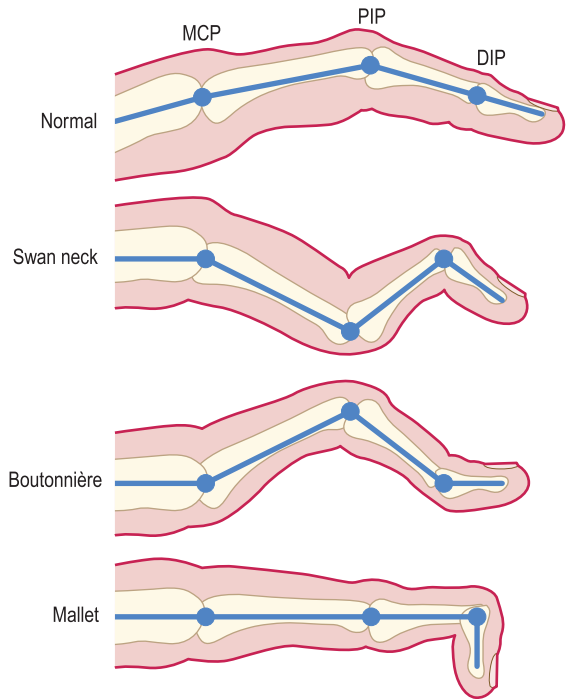 MCP
PIP
DIP
Normal
Swan neck
Boutonnière
Mallet